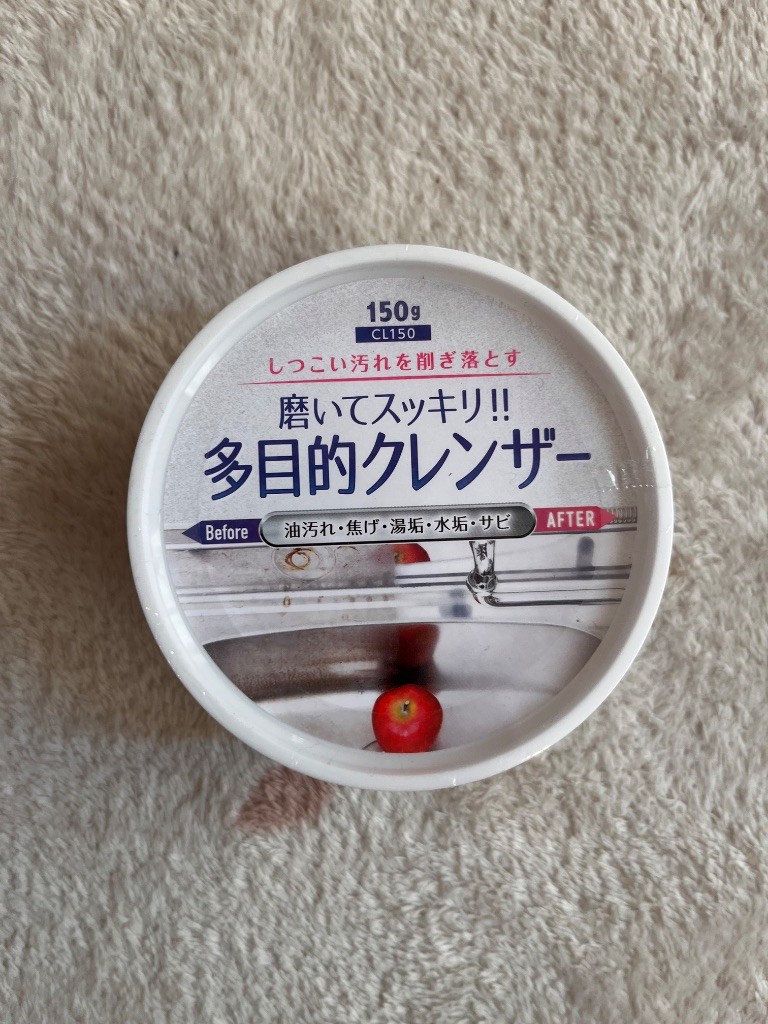 150g
CL150
しつこい汚れを削ぎ落とす
磨いてスッキリ!!
多目的クレンザー
Before 油汚れ・焦げ・湯垢・水垢・サビ AFTER